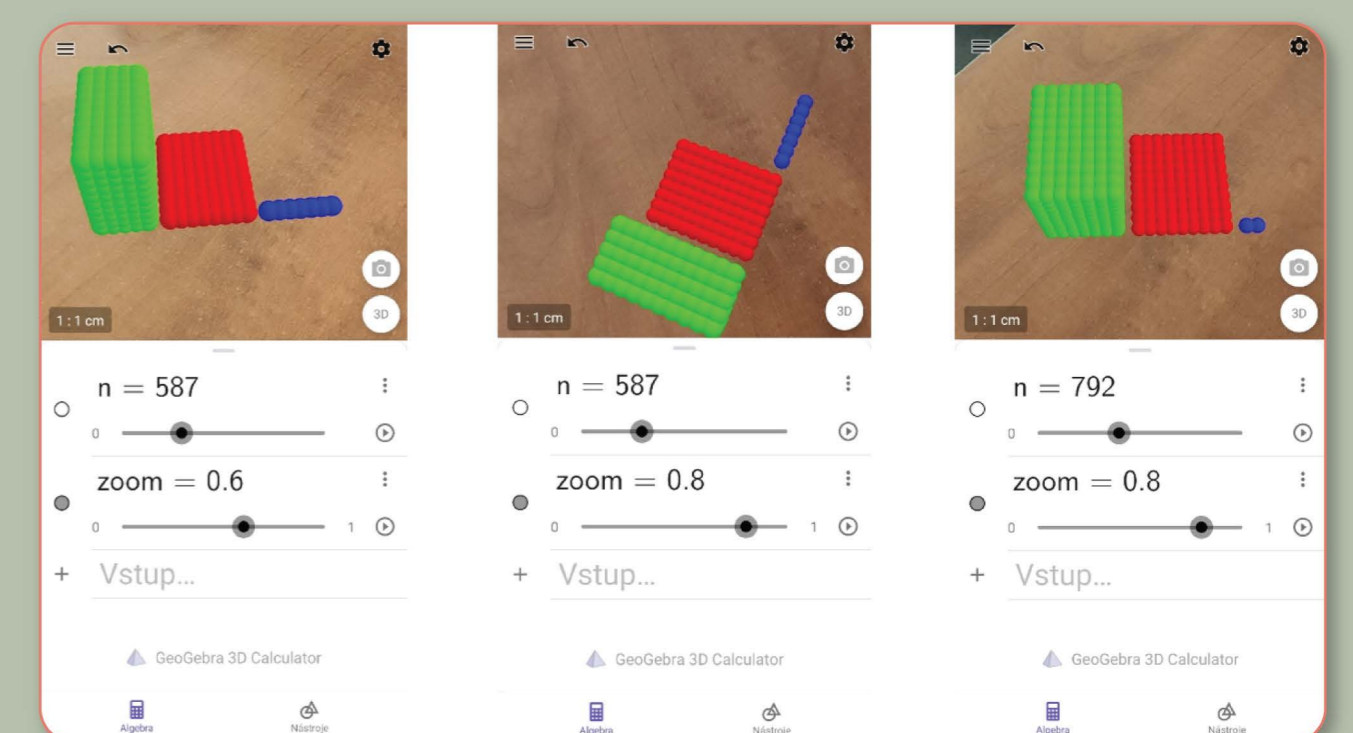 1 : 1 cm
3D
n = 587
0
zoom = 0.6
0 1
+ Vstup...
GeoGebra 3D Calculator
Algebra Nástroje
1 : 1 cm
3D
n = 587
0
zoom = 0.8
0 1
+ Vstup...
GeoGebra 3D Calculator
Algebra Nástroje
1 : 1 cm
3D
n = 792
0
zoom = 0.8
0 1
+ Vstup...
GeoGebra 3D Calculator
Algebra Nástroje